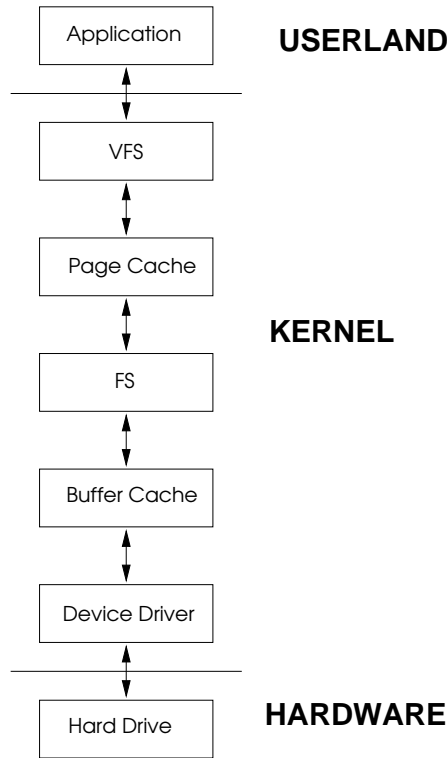 Application
USERLAND
VFS
Page Cache
KERNEL
FS
Buffer Cache
Device Driver
Hard Drive
HARDWARE